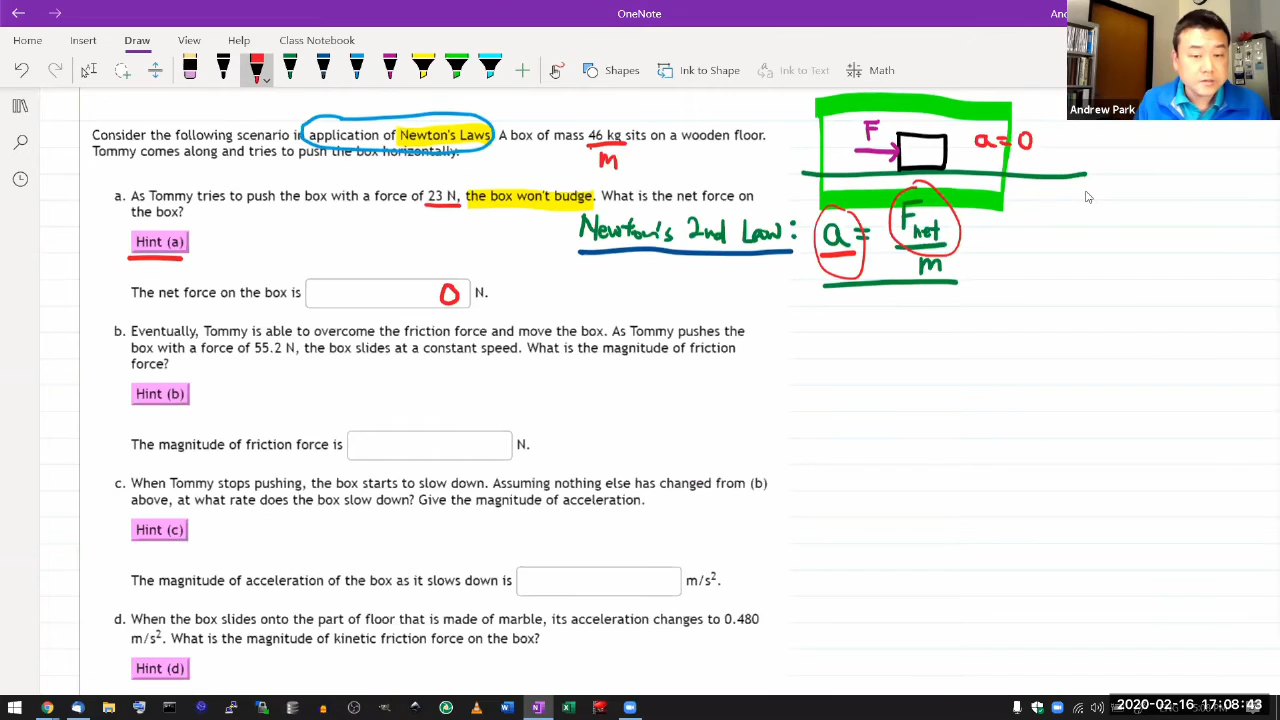 OneNote
And
Home Insert Draw View Help Class Notebook
Shapes Ink to Shape Ink to Text Math
Andrew Park
Consider the following scenario in application of Newton's Laws. A box of mass 46 kg sits on a wooden floor.
Tommy comes along and tries to push the box horizontally.
m
F
a = 0
a. As Tommy tries to push the box with a force of 23 N, the box won't budge. What is the net force on
the box?
Newton's 2nd Law: a = Fnet
m
Hint (a)
The net force on the box is 0 N.
b. Eventually, Tommy is able to overcome the friction force and move the box. As Tommy pushes the
box with a force of 55.2 N, the box slides at a constant speed. What is the magnitude of friction
force?
Hint (b)
The magnitude of friction force is N.
c. When Tommy stops pushing, the box starts to slow down. Assuming nothing else has changed from (b)
above, at what rate does the box slow down? Give the magnitude of acceleration.
Hint (c)
The magnitude of acceleration of the box as it slows down is m/s².
d. When the box slides onto the part of floor that is made of marble, its acceleration changes to 0.480
m/s². What is the magnitude of kinetic friction force on the box?
Hint (d)
2020-02-16 17:08:43